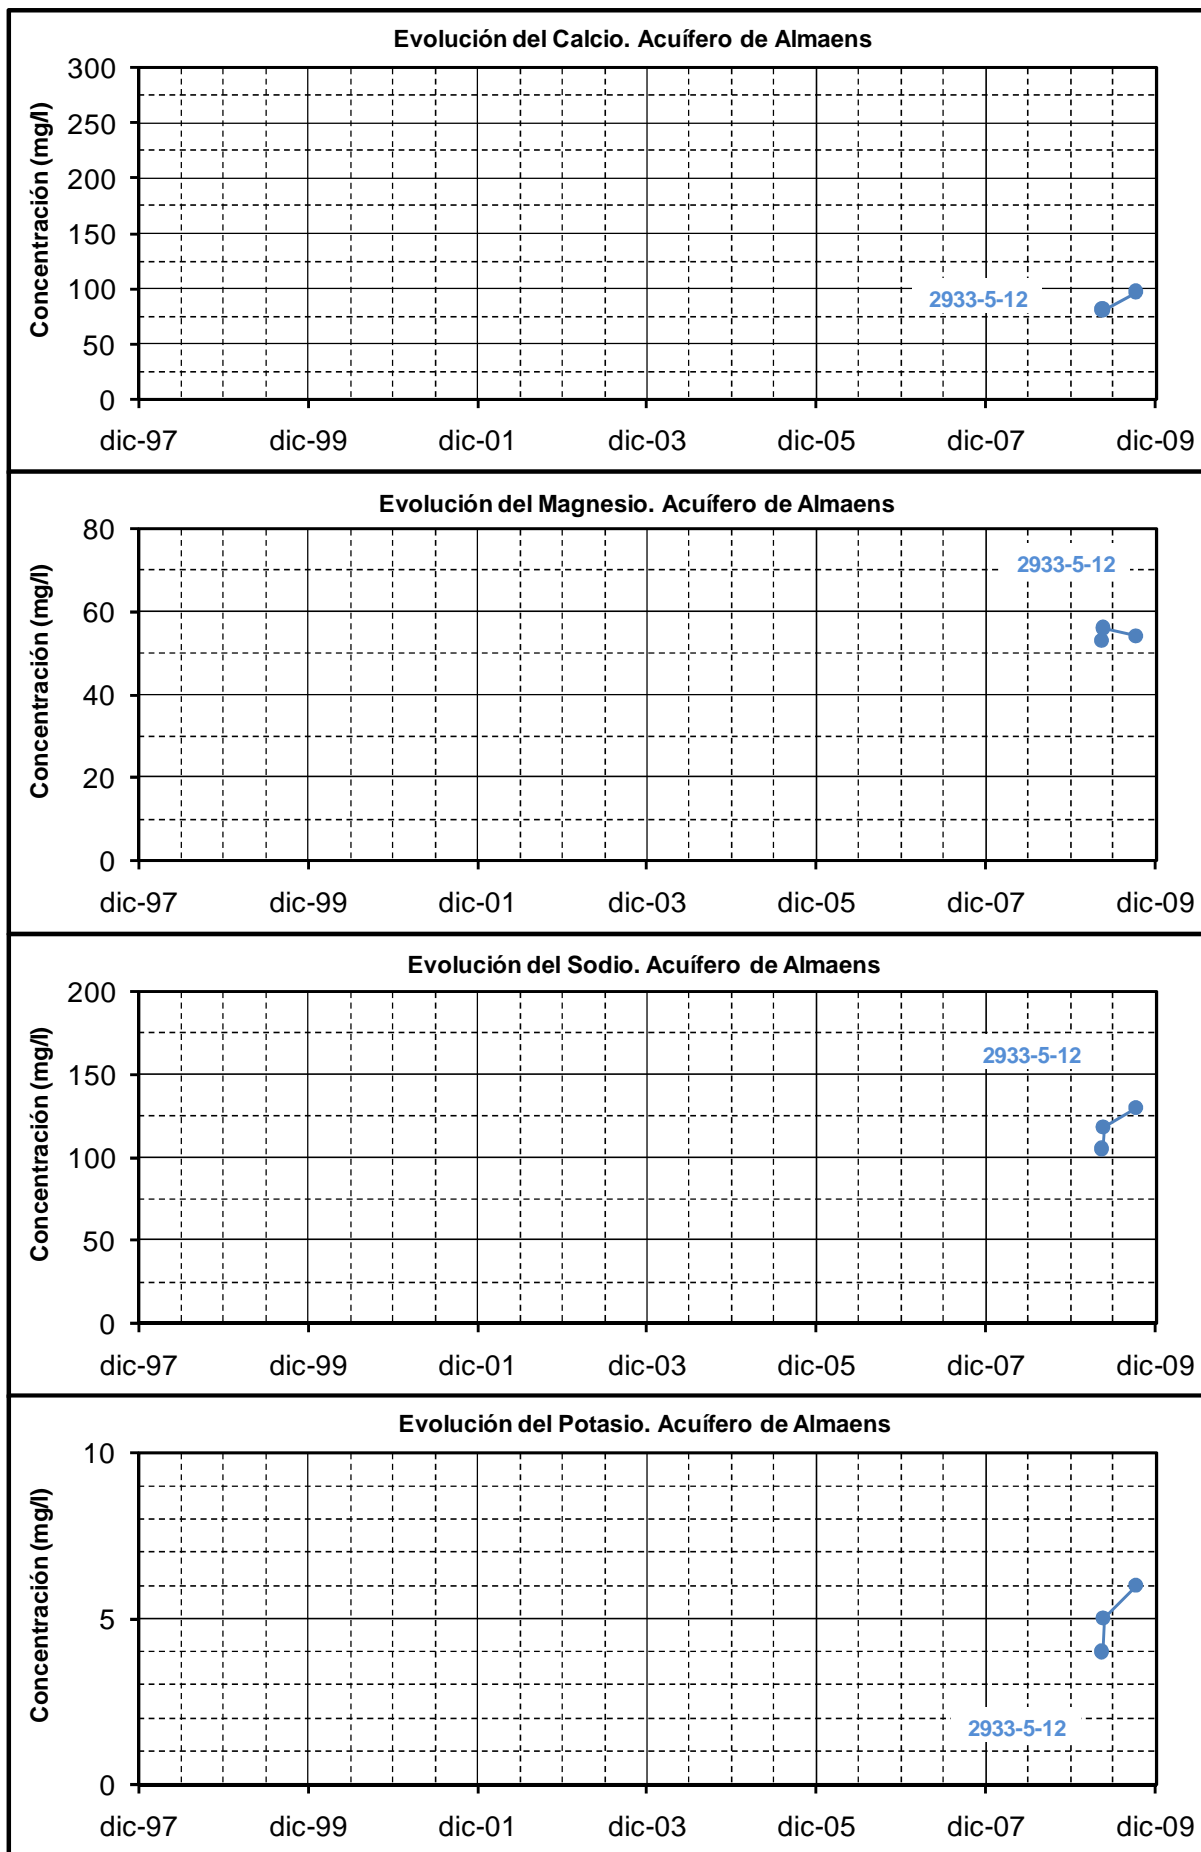 Evolución del Calcio. Acuífero de Almaens
Concentración (mg/l)
300
250
200
150
100
50
0
2933-5-12
dic-97 dic-99 dic-01 dic-03 dic-05 dic-07 dic-09
Evolución del Magnesio. Acuífero de Almaens
Concentración (mg/l)
80
60
40
20
0
2933-5-12
dic-97 dic-99 dic-01 dic-03 dic-05 dic-07 dic-09
Evolución del Sodio. Acuífero de Almaens
Concentración (mg/l)
200
150
100
50
0
2933-5-12
dic-97 dic-99 dic-01 dic-03 dic-05 dic-07 dic-09
Evolución del Potasio. Acuífero de Almaens
Concentración (mg/l)
10
5
0
2933-5-12
dic-97 dic-99 dic-01 dic-03 dic-05 dic-07 dic-09